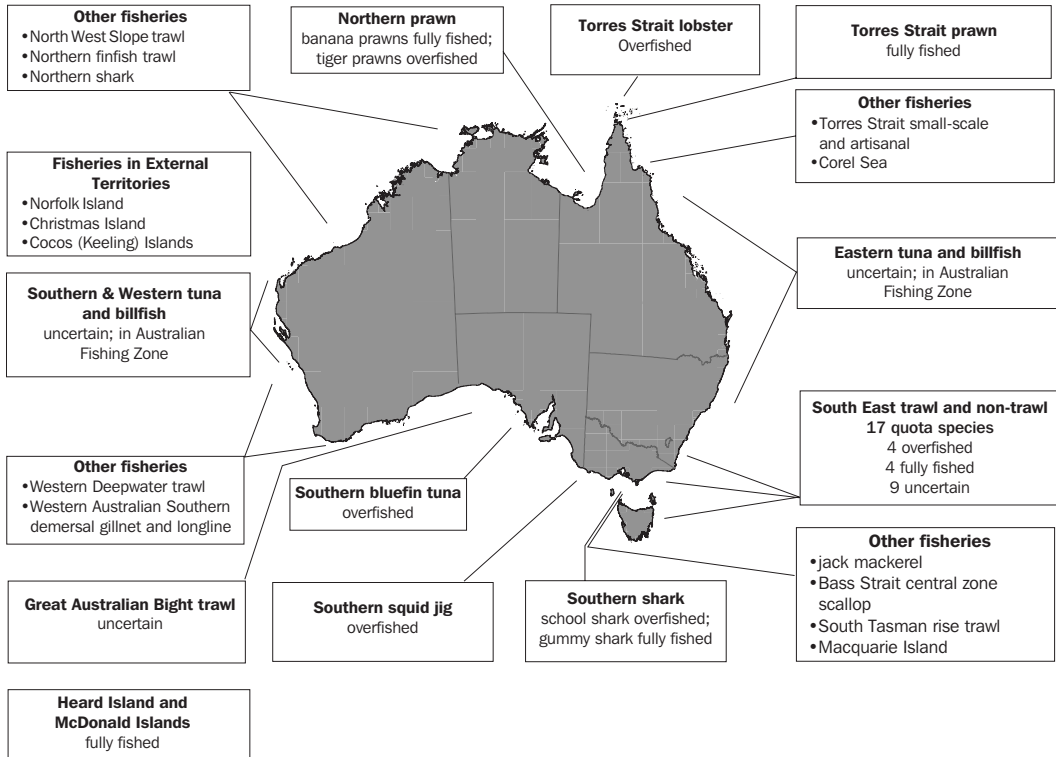 Other fisheries
•North West Slope trawl
•Northern finfish trawl
•Northern shark
Northern prawn
banana prawns fully fished;
tiger prawns overfished
Torres Strait lobster
Overfished
Torres Strait prawn
fully fished
Other fisheries
•Torres Strait small-scale
and artisanal
•Corel Sea
Fisheries in External
Territories
•Norfolk Island
•Christmas Island
•Cocos (Keeling) Islands
Eastern tuna and billfish
uncertain; in Australian
Fishing Zone
Southern & Western tuna
and billfish
uncertain; in Australian
Fishing Zone
South East trawl and non-trawl
17 quota species
4 overfished
4 fully fished
9 uncertain
Other fisheries
•Western Deepwater trawl
•Western Australian Southern
demersal gillnet and longline
Southern bluefin tuna
overfished
Other fisheries
•jack mackerel
•Bass Strait central zone
scallop
•South Tasman rise trawl
•Macquarie Island
Great Australian Bight trawl
uncertain
Southern squid jig
overfished
Southern shark
school shark overfished;
gummy shark fully fished
Heard Island and
McDonald Islands
fully fished